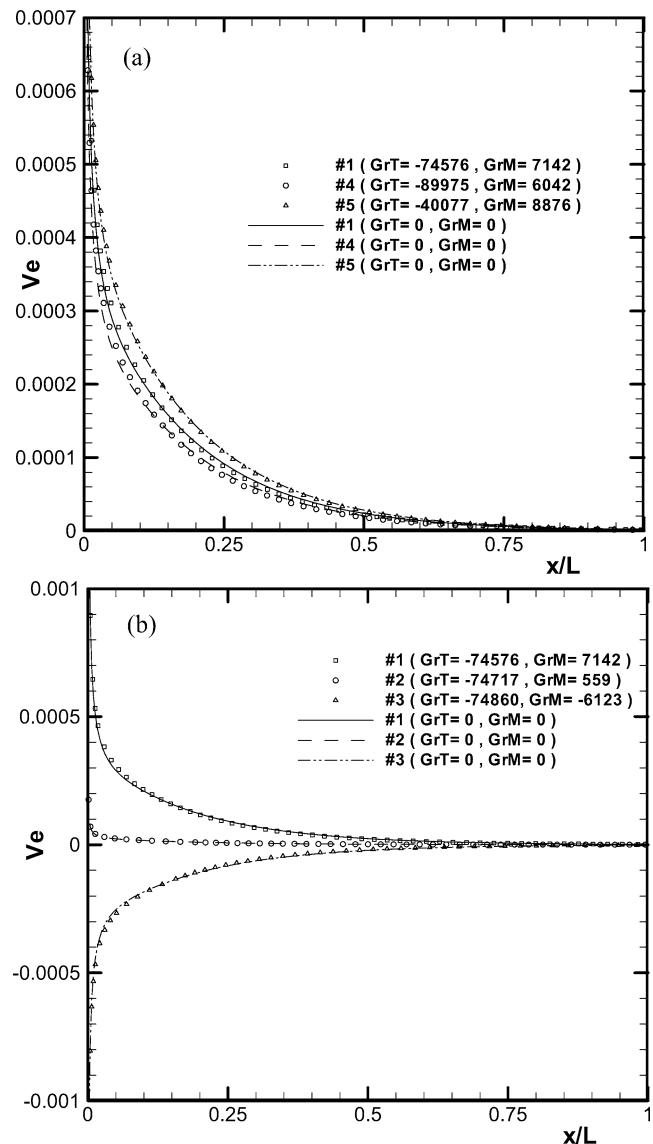 0.0007
(a)
0.0006
0.0005
#1 ( GrT= -74576 , GrM= 7142 )
#4 ( GrT= -89975 , GrM= 6042 )
#5 ( GrT= -40077 , GrM= 8876 )
0.0004
#1 ( GrT= 0 , GrM= 0 )
#4 ( GrT= 0 , GrM= 0 )
#5 ( GrT= 0 , GrM= 0 )
Ve
0.0003
0.0002
0.0001
0
0
0.25
0.5
0.75
1
x/L
0.001
(b)
#1 ( GrT= -74576 , GrM= 7142 )
#2 ( GrT= -74717 , GrM= 559 )
#3 ( GrT= -74860, GrM= -6123 )
0.0005
#1 ( GrT= 0 , GrM= 0 )
#2 ( GrT= 0 , GrM= 0 )
#3 ( GrT= 0 , GrM= 0 )
Ve
0
-0.0005
-0.001
0
0.25
0.5
0.75
1
x/L